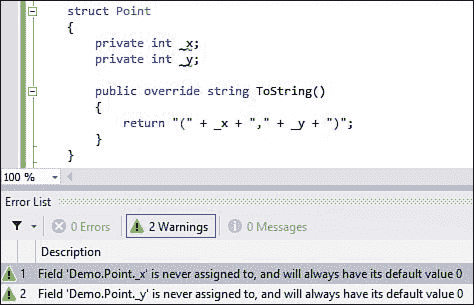 struct Point
{
private int _x;
private int _y;
public override string ToString()
{
return "(" + _x + "," + _y + ")";
}
}
100 %
Error List
0 Errors 2 Warnings 0 Messages
Description
1 Field 'Demo.Point._x' is never assigned to, and will always have its default value 0
2 Field 'Demo.Point._y' is never assigned to, and will always have its default value 0